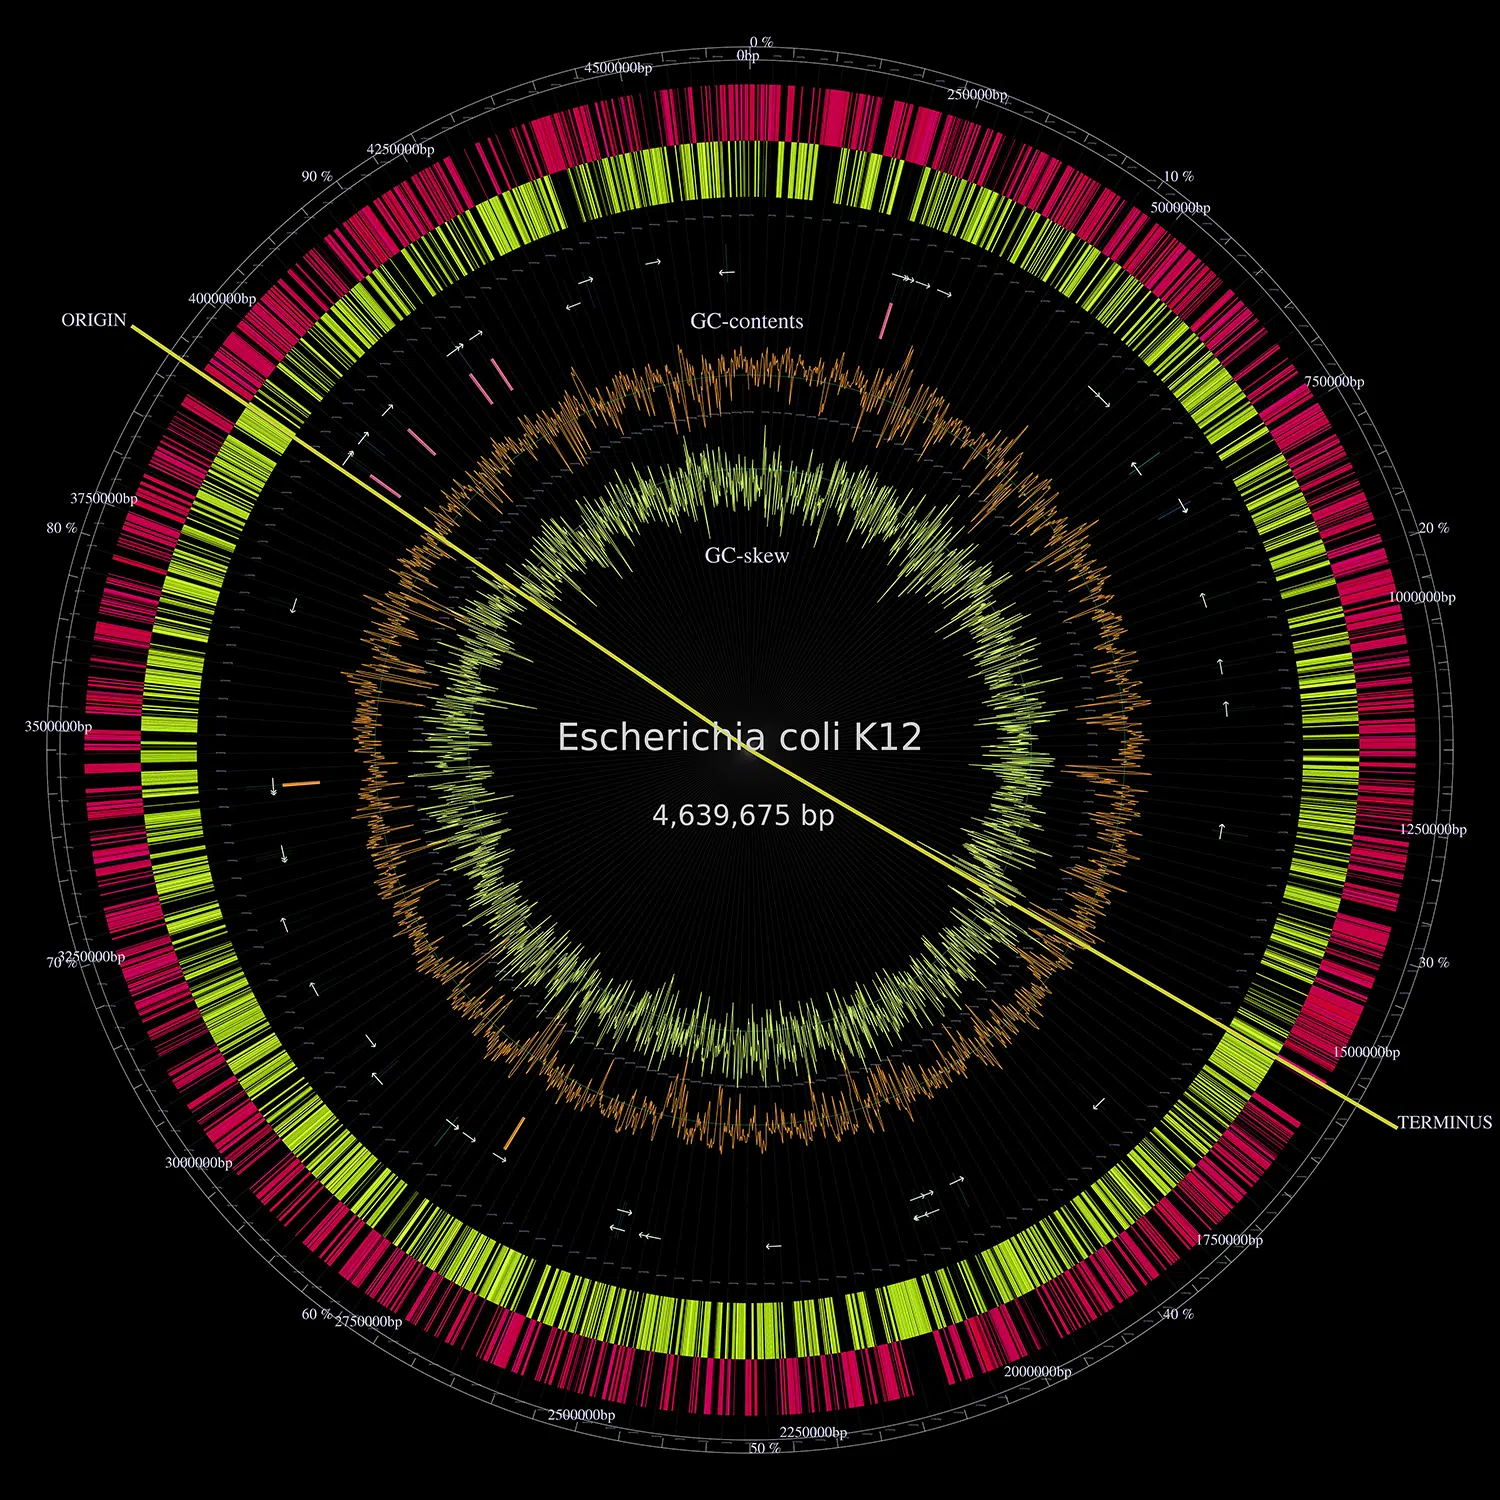 0 %
0bp
4500000bp
250000bp
4250000bp
90 %
10 %
500000bp
4000000bp
ORIGIN
GC-contents
750000bp
3750000bp
80 %
20 %
GC-skew
1000000bp
3500000bp
Escherichia coli K12
4,639,675 bp
1250000bp
3250000bp
70 %
30 %
1500000bp
TERMINUS
3000000bp
1750000bp
60 %
2750000bp
40 %
2000000bp
2500000bp
2250000bp
50 %